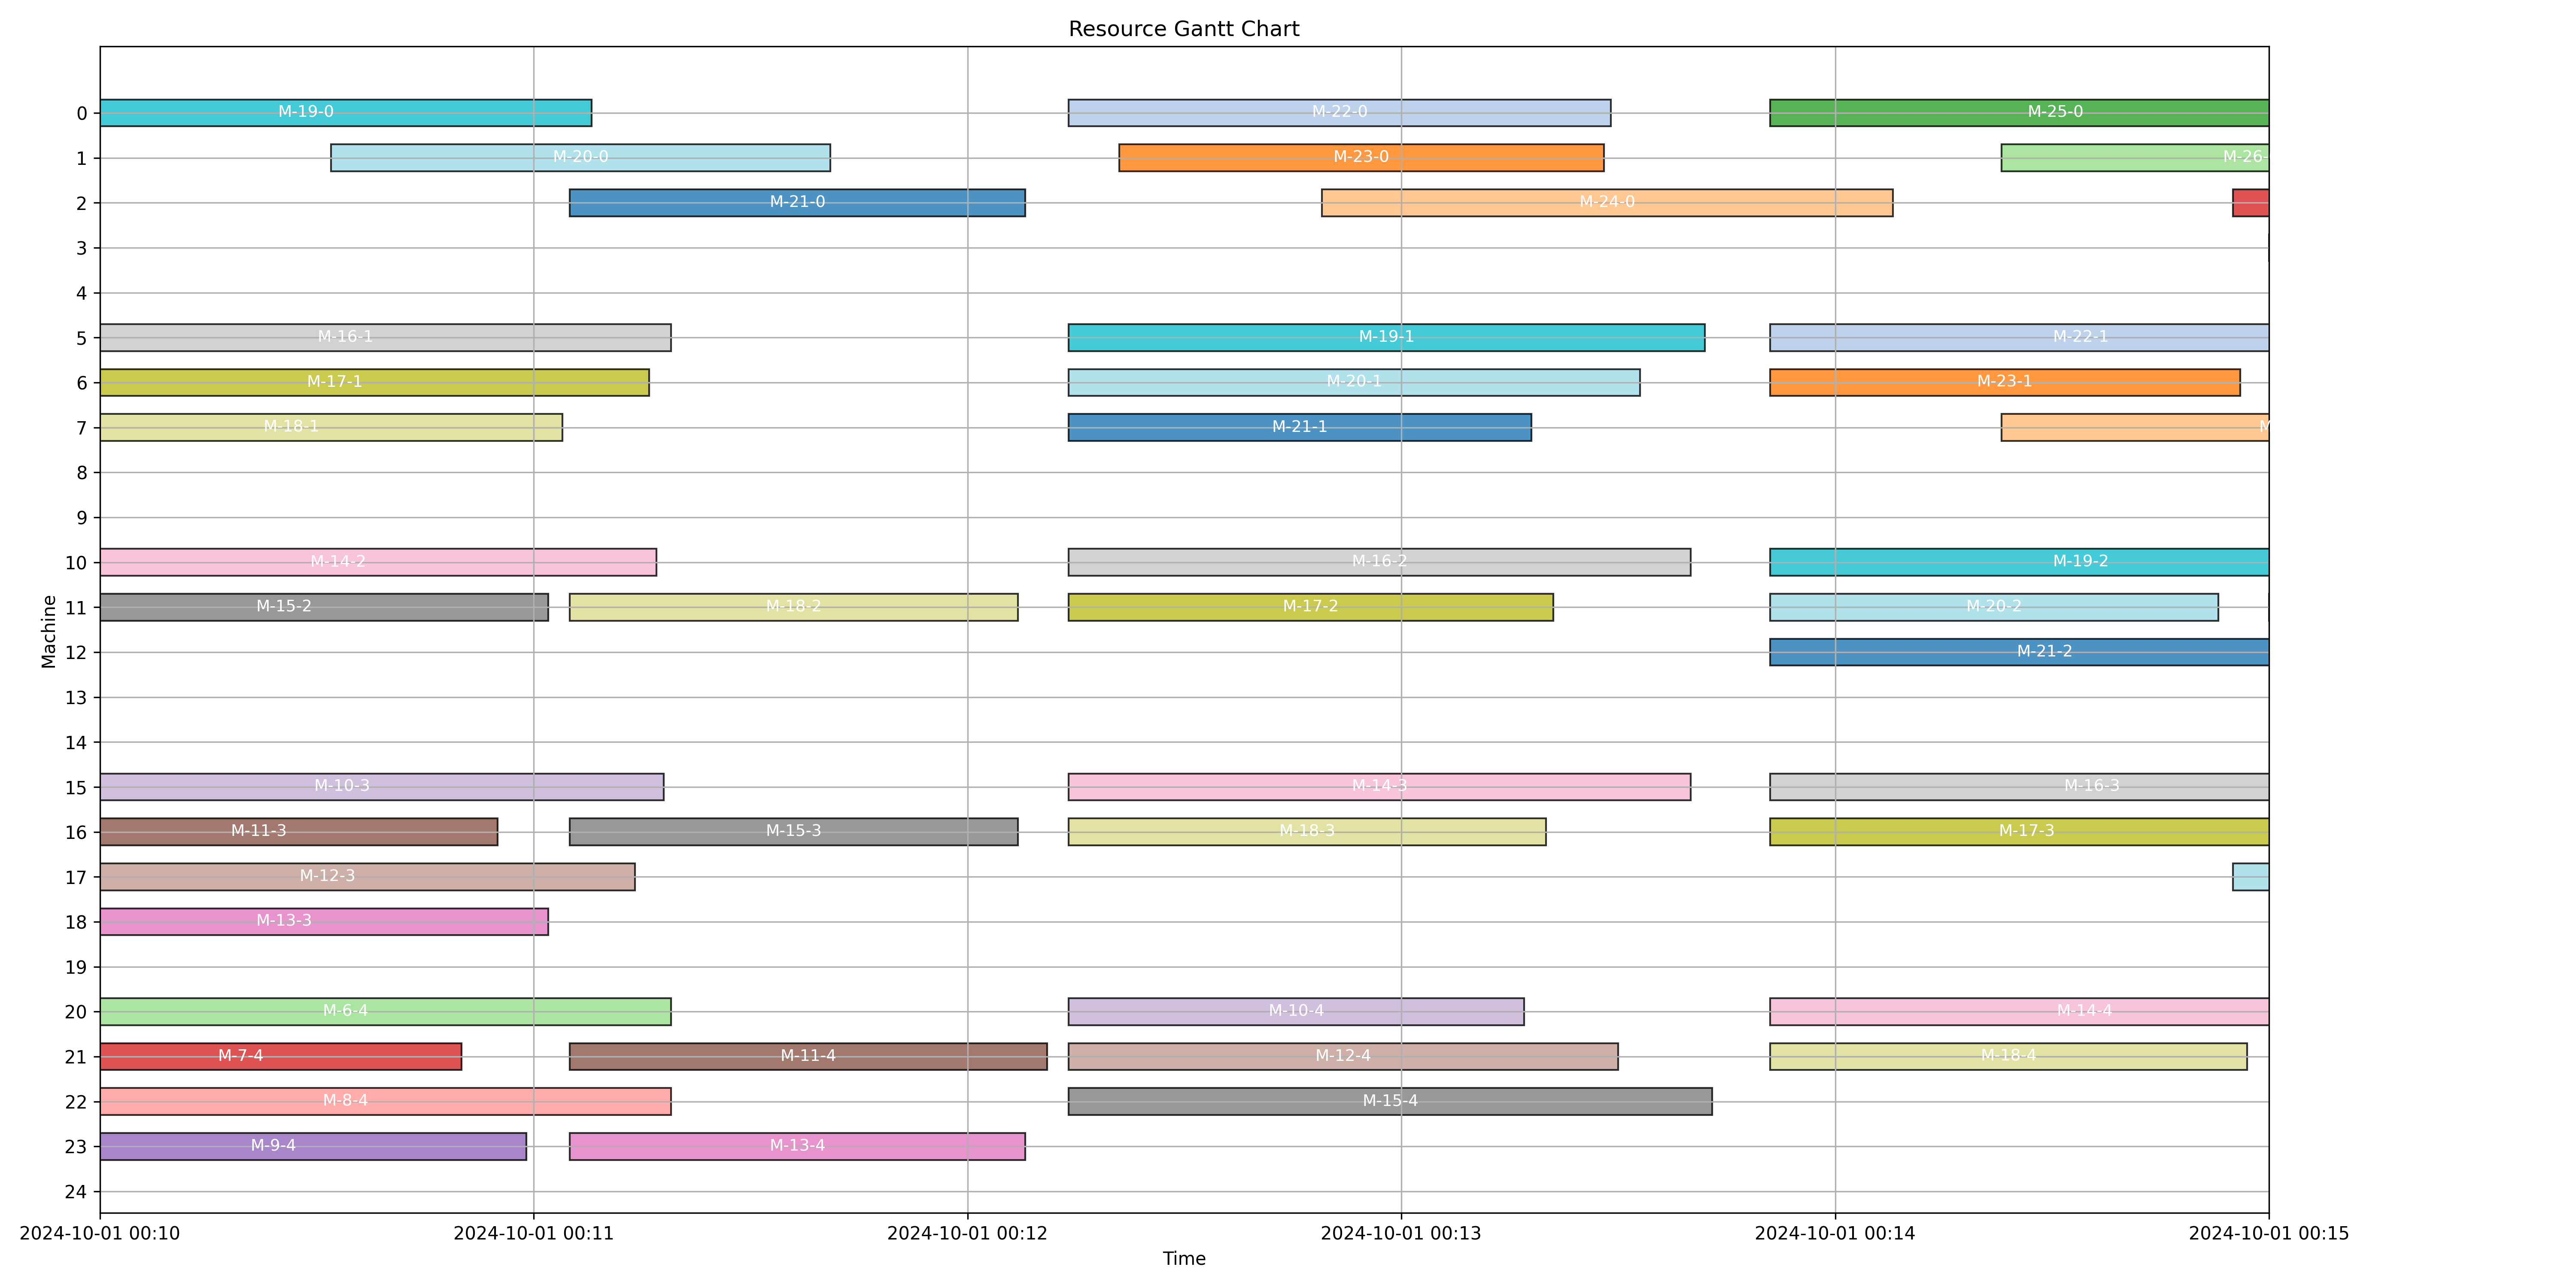 Resource Gantt Chart
0 M-19-0 M-22-0 M-25-0
1 M-20-0 M-23-0 M-26-
2 M-21-0 M-24-0
3
4
5 M-16-1 M-19-1 M-22-1
6 M-17-1 M-20-1 M-23-1
7 M-18-1 M-21-1 M
8
9
10 M-14-2 M-16-2 M-19-2
11 M-15-2 M-18-2 M-17-2 M-20-2
12 M-21-2
13
14
15 M-10-3 M-14-3 M-16-3
16 M-11-3 M-15-3 M-18-3 M-17-3
17 M-12-3
18 M-13-3
19
20 M-6-4 M-10-4 M-14-4
21 M-7-4 M-11-4 M-12-4 M-18-4
22 M-8-4 M-15-4
23 M-9-4 M-13-4
24
Machine
2024-10-01 00:10 2024-10-01 00:11 2024-10-01 00:12 2024-10-01 00:13 2024-10-01 00:14 2024-10-01 00:15
Time